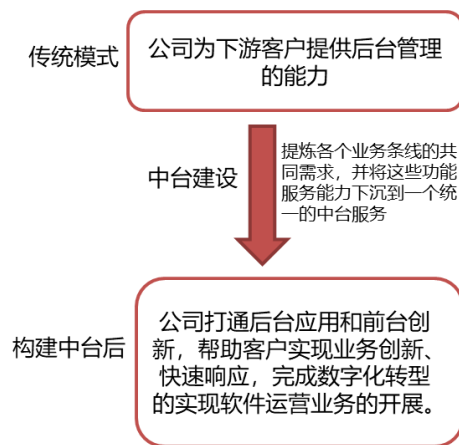 传统模式
公司为下游客户提供后台管理
的能力
中台建设
提炼各个业务条线的共
同需求，并将这些功能
服务能力下沉到一个统
一的中台服务
构建中台后
公司打通后台应用和前台创
新，帮助客户实现业务创新、
快速响应，完成数字化转型
的实现软件运营业务的开展。